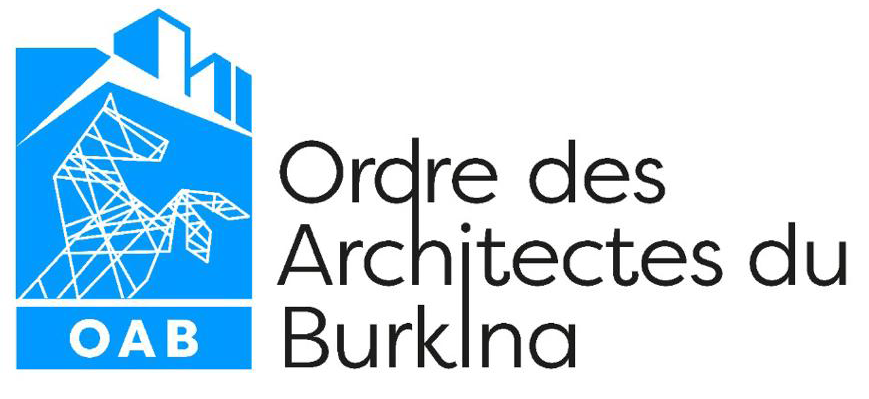 OAB
Ordre des
Architectes du
Burkina